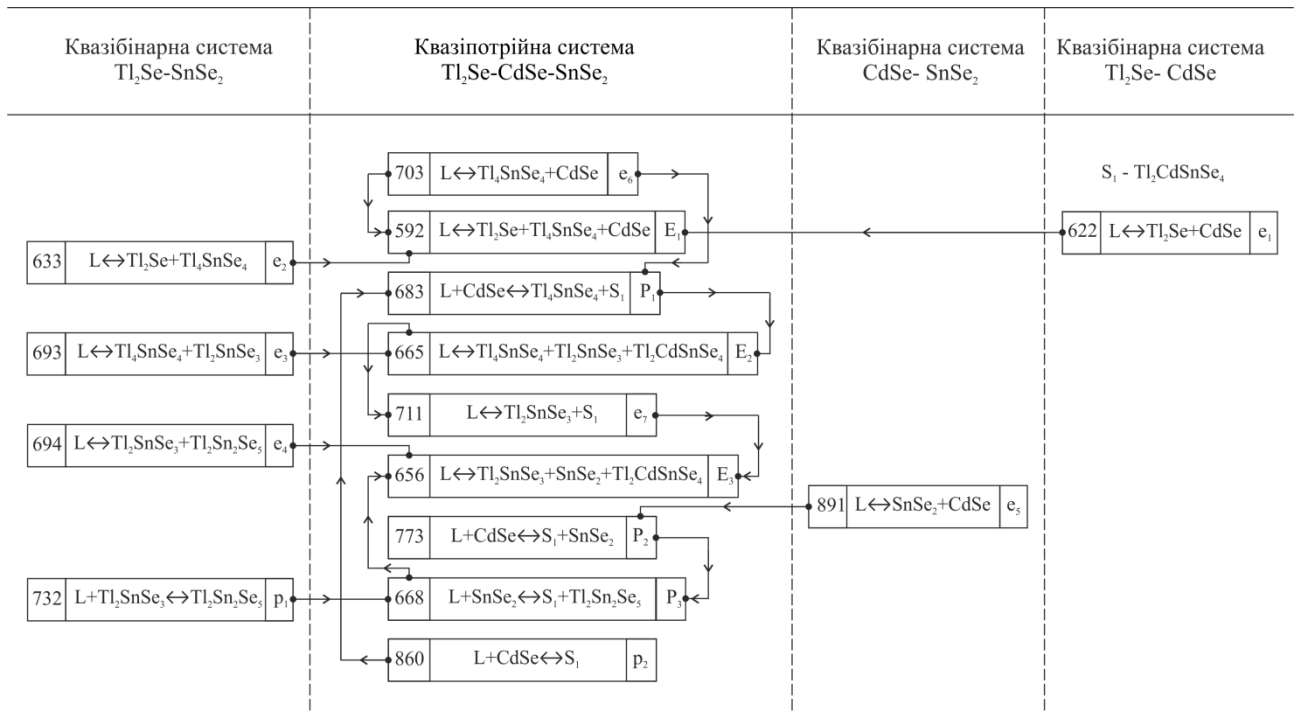 Квазібінарна система
Tl₂Se-SnSe₂
Квазіпотрійна система
Tl₂Se-CdSe-SnSe₂
Квазібінарна система
CdSe- SnSe₂
Квазібінарна система
Tl₂Se- CdSe
703 L↔Tl₄SnSe₄+CdSe e₆
S₁ - Tl₂CdSnSe₄
592 L↔Tl₂Se+Tl₄SnSe₄+CdSe E₁
622 L↔Tl₂Se+CdSe e₁
633 L↔Tl₂Se+Tl₄SnSe₄ e₂
683 L+CdSe↔Tl₄SnSe₄+S₁ P₁
693 L↔Tl₄SnSe₄+Tl₂SnSe₃ e₃
665 L↔Tl₄SnSe₄+Tl₂SnSe₃+Tl₂CdSnSe₄ E₂
711 L↔Tl₂SnSe₃+S₁ e₇
694 L↔Tl₂SnSe₃+Tl₂Sn₂Se₅ e₄
656 L↔Tl₂SnSe₃+SnSe₂+Tl₂CdSnSe₄ E₃
891 L↔SnSe₂+CdSe e₅
773 L+CdSe↔S₁+SnSe₂ P₂
732 L+Tl₂SnSe₃↔Tl₂Sn₂Se₅ p₁
668 L+SnSe₂↔S₁+Tl₂Sn₂Se₅ P₃
860 L+CdSe↔S₁ p₂